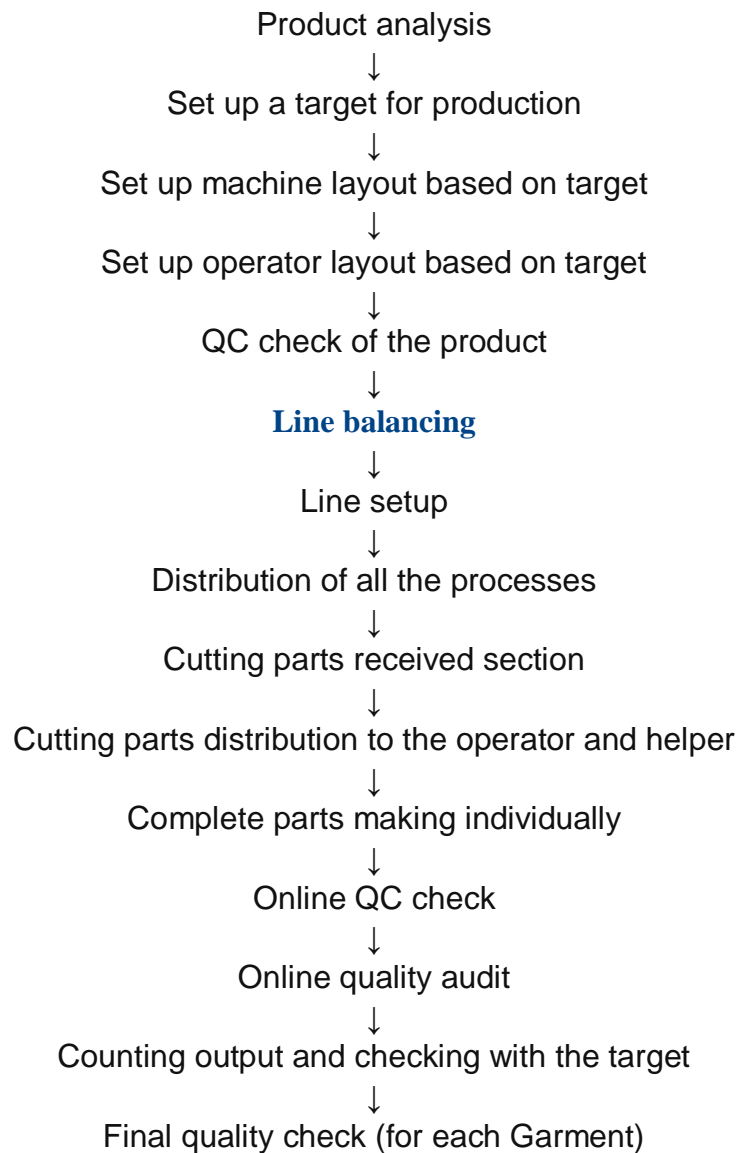 Product analysis
↓
Set up a target for production
↓
Set up machine layout based on target
↓
Set up operator layout based on target
↓
QC check of the product
↓
Line balancing
↓
Line setup
↓
Distribution of all the processes
↓
Cutting parts received section
↓
Cutting parts distribution to the operator and helper
↓
Complete parts making individually
↓
Online QC check
↓
Online quality audit
↓
Counting output and checking with the target
↓
Final quality check (for each Garment)